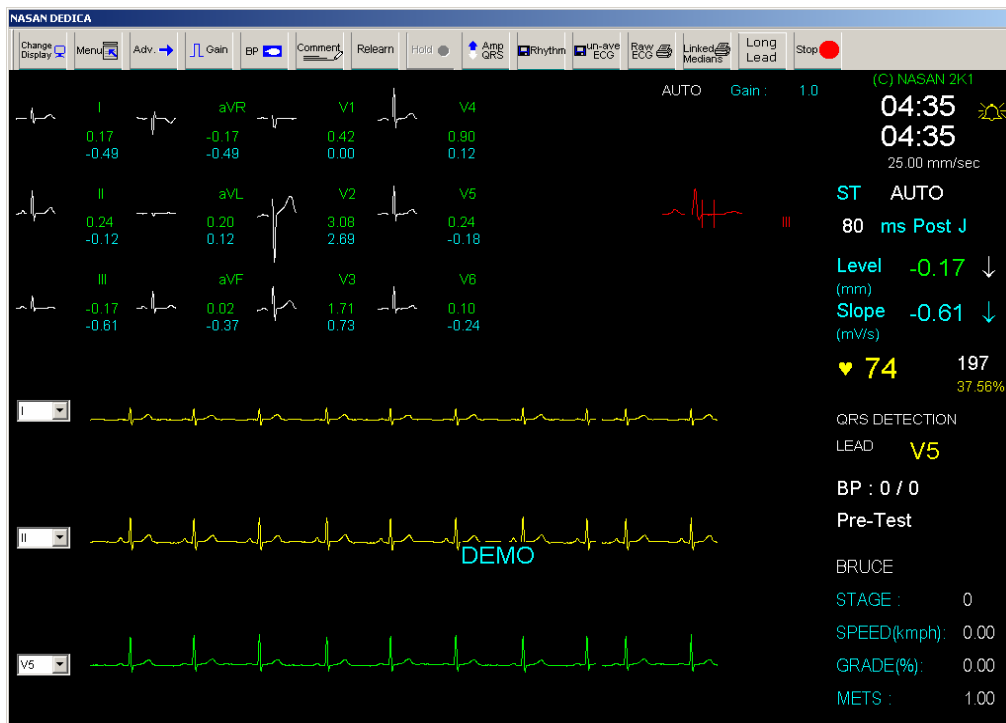 NASAN DEDICA
Change Display Menu Adv. Gain BP Comment Relearn Hold Amp QRS Rhythm un-ave ECG Raw ECG Linked Medians Long Lead Stop
AUTO Gain : 1.0 (C) NASAN 2K1
04:35
04:35
25.00 mm/sec
I aVR V1 V4
0.17 -0.17 0.42 0.90
-0.49 -0.49 0.00 0.12
II aVL V2 V5
0.24 0.20 3.08 0.24
-0.12 0.12 2.69 -0.18
III aVF V3 V6
-0.17 0.02 1.71 0.10
-0.61 -0.37 0.73 -0.24
III
ST AUTO
80 ms Post J
Level -0.17
(mm)
Slope -0.61
(mV/s)
74 197
37.56%
I
QRS DETECTION
LEAD V5
BP : 0 / 0
Pre-Test
II
DEMO
BRUCE
STAGE : 0
SPEED(kmph): 0.00
V5
GRADE(%): 0.00
METS : 1.00